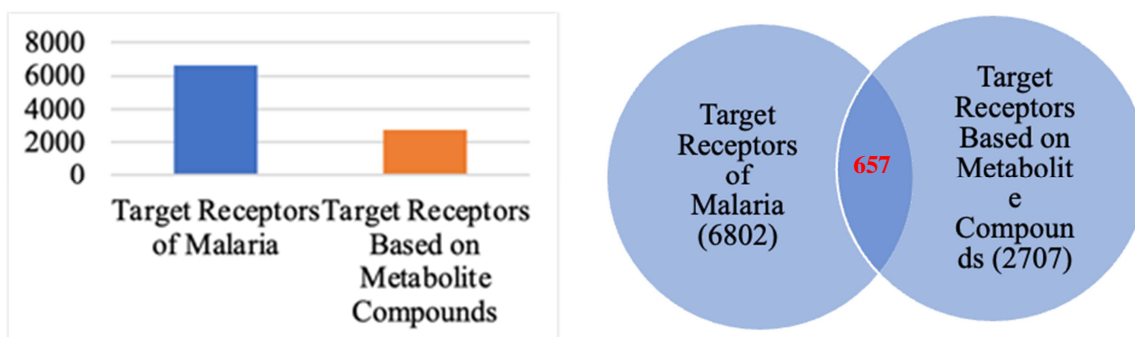 8000
6000
4000
2000
0
Target Receptors
of Malaria
Target Receptors
Based on
Metabolite
Compounds
Target
Receptors
of
Malaria
(6802)
657
Target
Receptors
Based on
Metabolit
e
Compoun
ds (2707)